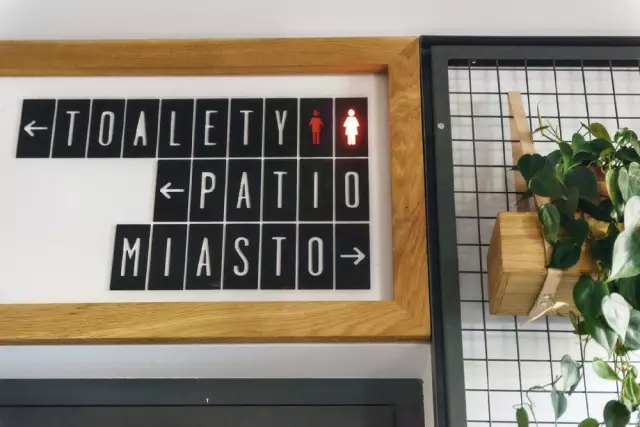 ← TOALETY
← PATIO
MIASTO →